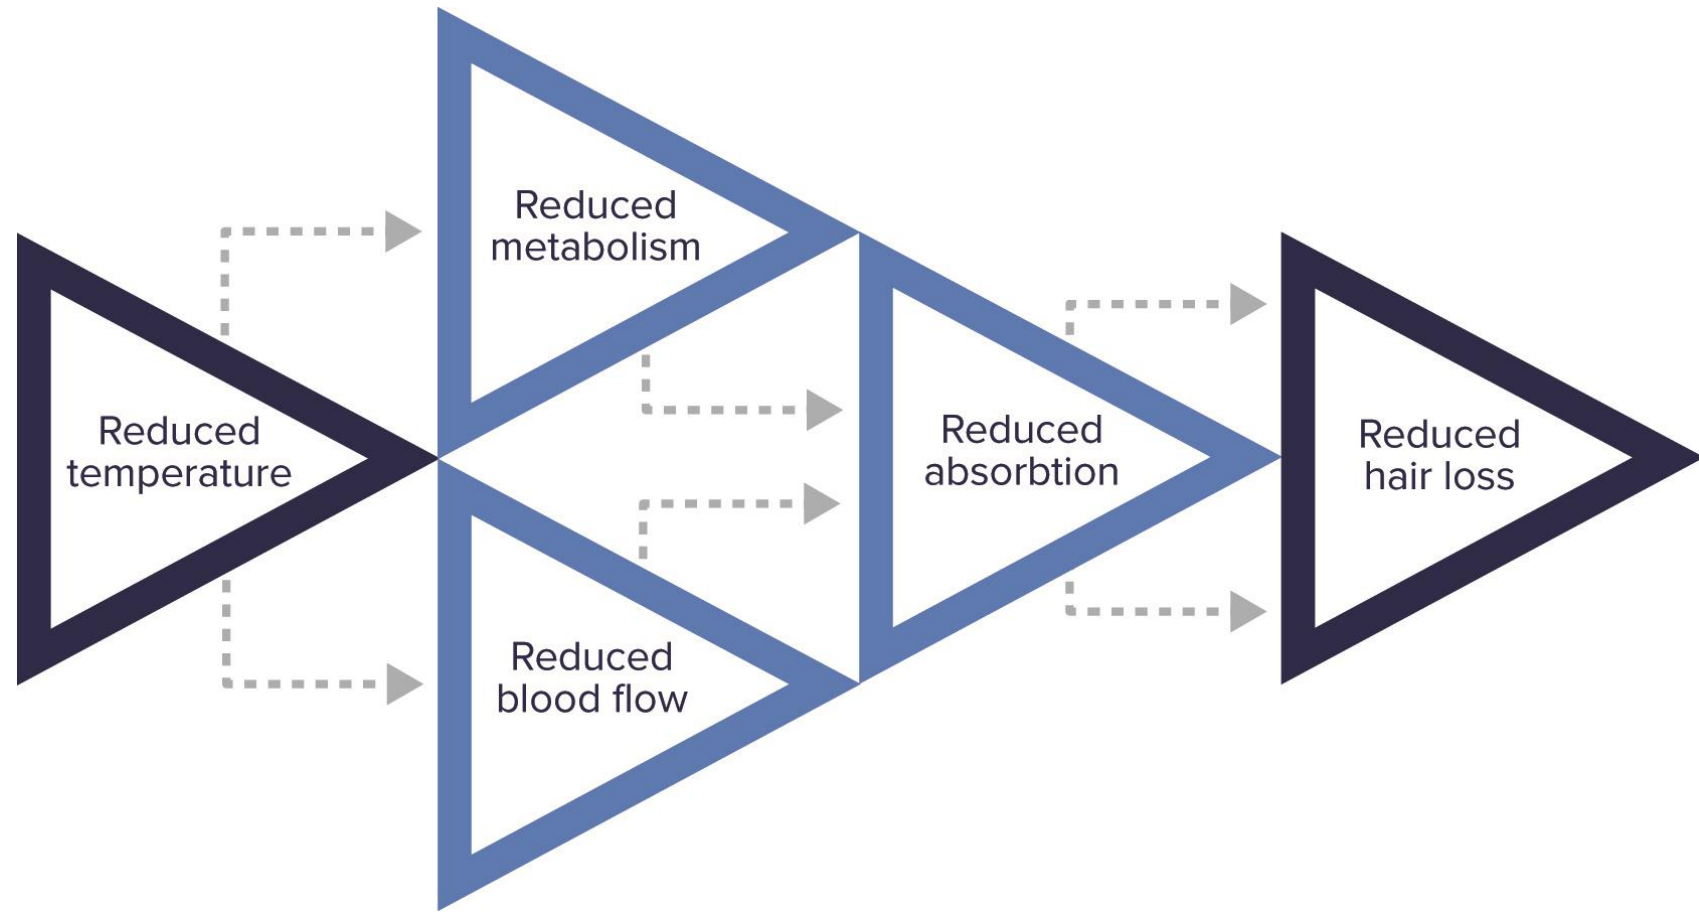 Reduced
temperature
Reduced
metabolism
Reduced
blood flow
Reduced
absorbtion
Reduced
hair loss